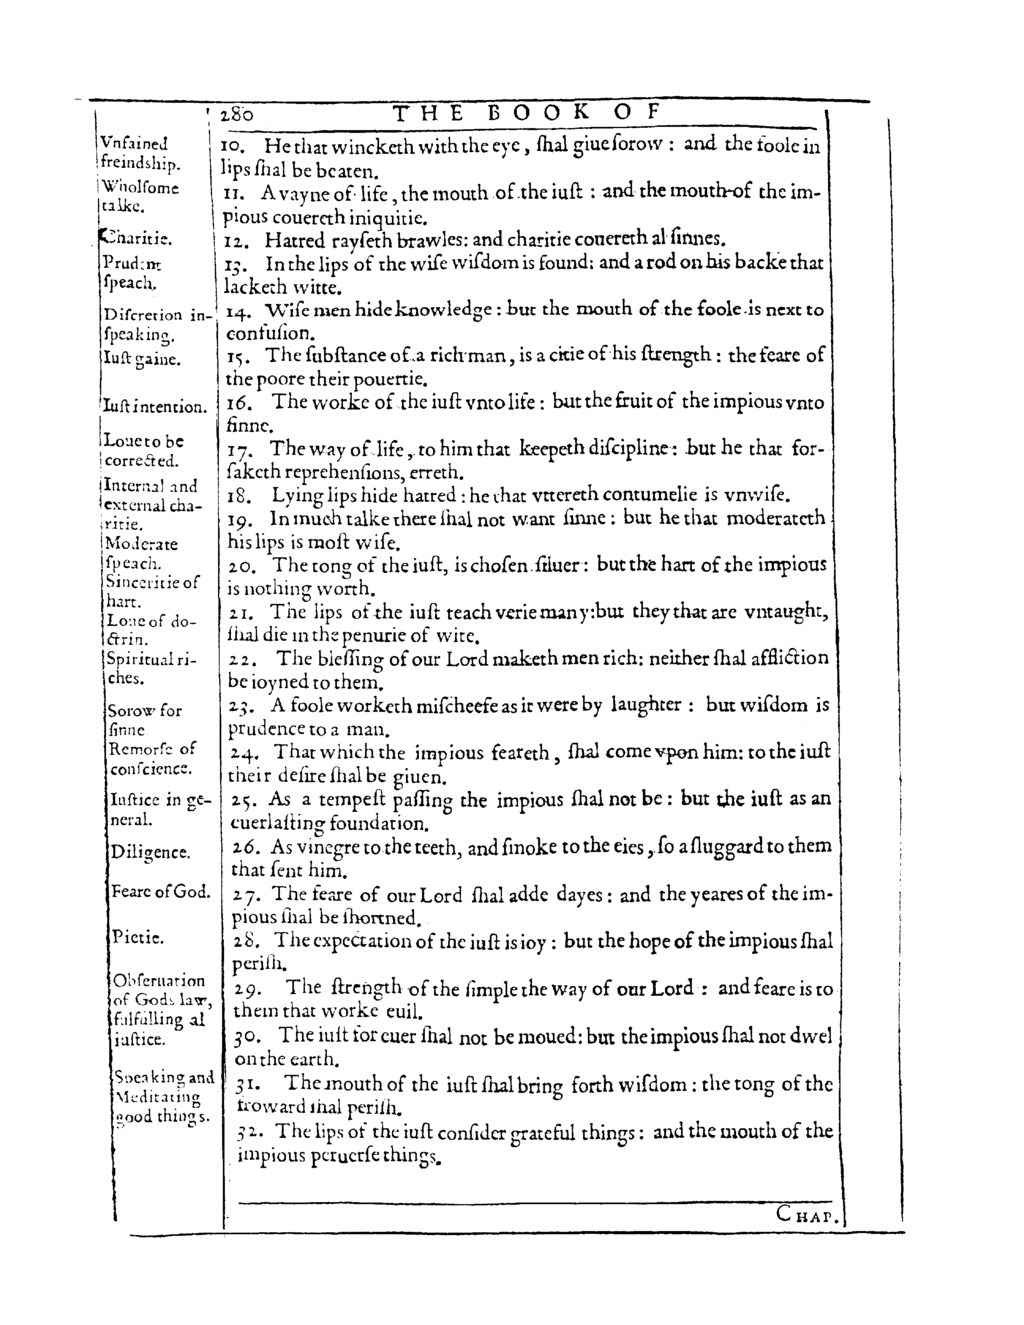 280 THE BOOK OF
Vnfained
freindship.
Wholsome
talke.
Charitie.
Prudent
ſpeach.
Diſcretion in-
ſpeaking.
Iuſt gaine.
Iuſt intention.
Loue to be
corrected.
Internal and
external cha-
ritie.
Moderate
ſpeach.
Sinceritie of
hart.
Loue of do-
ctrin.
Spiritual ri-
ches.
Sorow for
ſinne
Remorſe of
conſcience.
Iuſtice in ge-
neral.
Diligence.
Feare of God.
Pietie.
Obſeruation
of Gods law,
fulfilling al
iuſtice.
Speaking and
Meditating
good things.
10. He that wincketh with the eye, ſhal giue ſorow : and the foole in
lips ſhal be beaten.
11. A vayne of life, the mouth of the iuſt : and the mouth of the im-
pious couereth iniquitie.
12. Hatred rayſeth brawles: and charitie couereth al ſinnes.
13. In the lips of the wiſe wiſdom is found: and a rod on his backe that
lacketh witte.
14. Wiſe men hide knowledge : but the mouth of the foole is next to
confuſion.
15. The ſubſtance of a rich man, is a citie of his ſtrength : the feare of
the poore their pouertie.
16. The worke of the iuſt vnto life : but the fruit of the impious vnto
ſinne.
17. The way of life, to him that keepeth diſcipline : but he that for-
ſaketh reprehenſions, erreth.
18. Lying lips hide hatred : he that vttereth contumelie is vnwiſe.
19. In much talke there ſhal not want ſinne : but he that moderateth
his lips is moſt wiſe.
20. The tong of the iuſt, is choſen ſiluer : but the hart of the impious
is nothing worth.
21. The lips of the iuſt teach verie many: but they that are vntaught,
ſhal die in the penurie of witte.
22. The bleſſing of our Lord maketh men rich: neither ſhal affliction
be ioyned to them.
23. A foole worketh miſcheefe as it were by laughter : but wiſdom is
prudence to a man.
24. That which the impious feareth, ſhal come vpon him: to the iuſt
their deſire ſhal be giuen.
25. As a tempeſt paſſing the impious ſhal not be : but the iuſt as an
euerlaſting foundation.
26. As vinegre to the teeth, and ſmoke to the eies, ſo a ſluggard to them
that ſent him.
27. The feare of our Lord ſhal adde dayes : and the yeares of the im-
pious ſhal be ſhortned.
28. The expectation of the iuſt is ioy : but the hope of the impious ſhal
periſh.
29. The ſtrength of the ſimple the way of our Lord : and feare is to
them that worke euil.
30. The iuſt for euer ſhal not be moued: but the impious ſhal not dwel
on the earth.
31. The mouth of the iuſt ſhal bring forth wiſdom : the tong of the
froward ſhal periſh.
32. The lips of the iuſt conſider grateful things : and the mouth of the
impious peruerſe things.
CHAP.